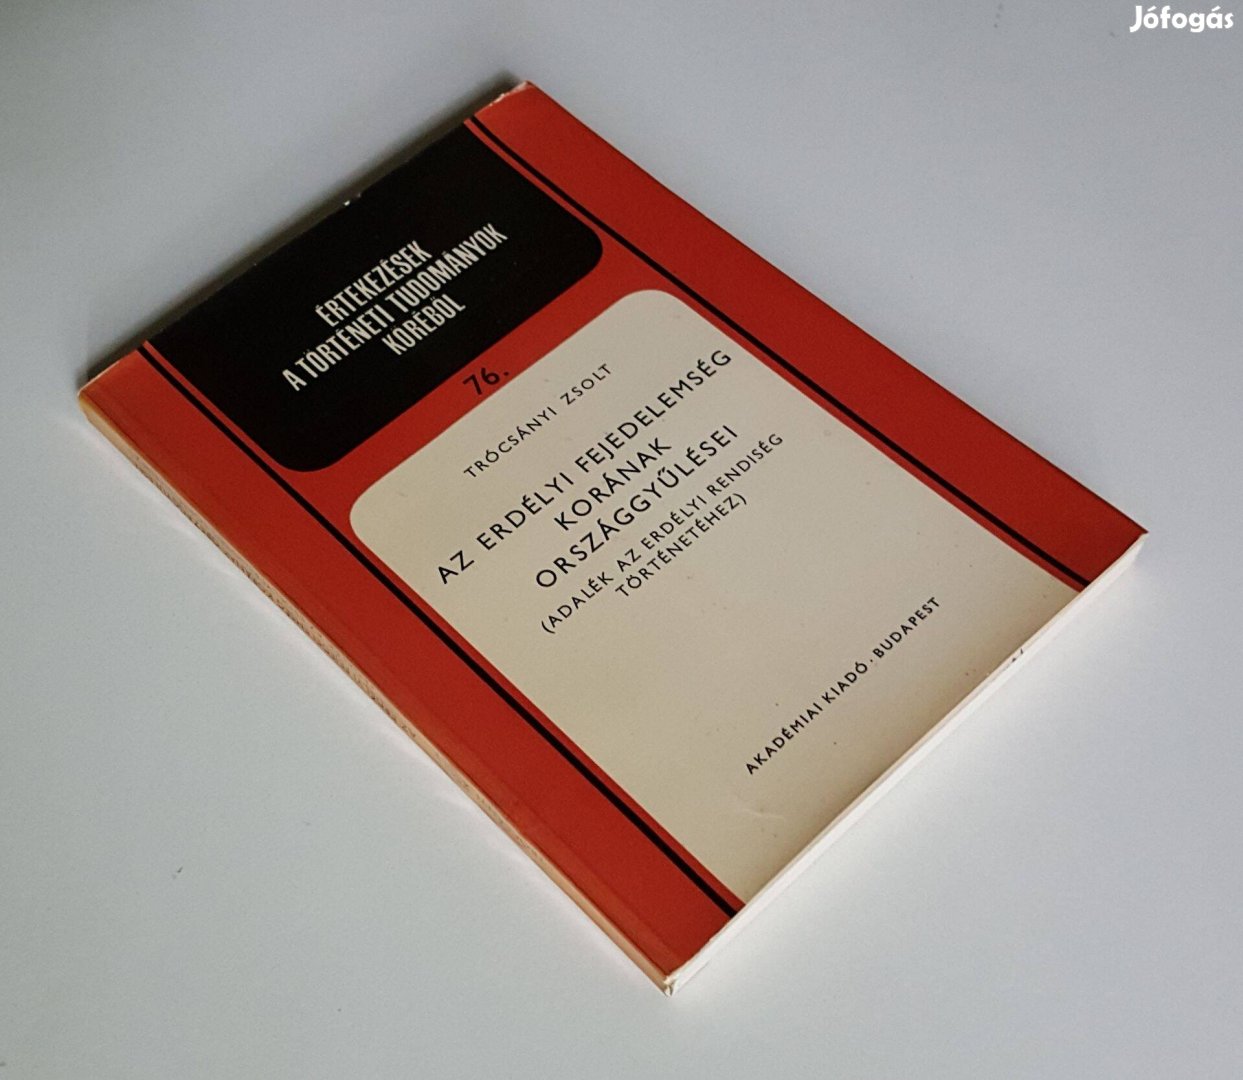 Jófogás
ÉRTEKEZÉSEK
A TÖRTÉNETI TUDOMÁNYOK
KÖRÉBŐL
76.
TRÓCSÁNYI ZSOLT
AZ ERDÉLYI FEJEDELEMSÉG
KORÁNAK
ORSZÁGGYŰLÉSEI
(ADALÉK AZ ERDÉLYI RENDISÉG
TÖRTÉNETÉHEZ)
AKADÉMIAI KIADÓ · BUDAPEST